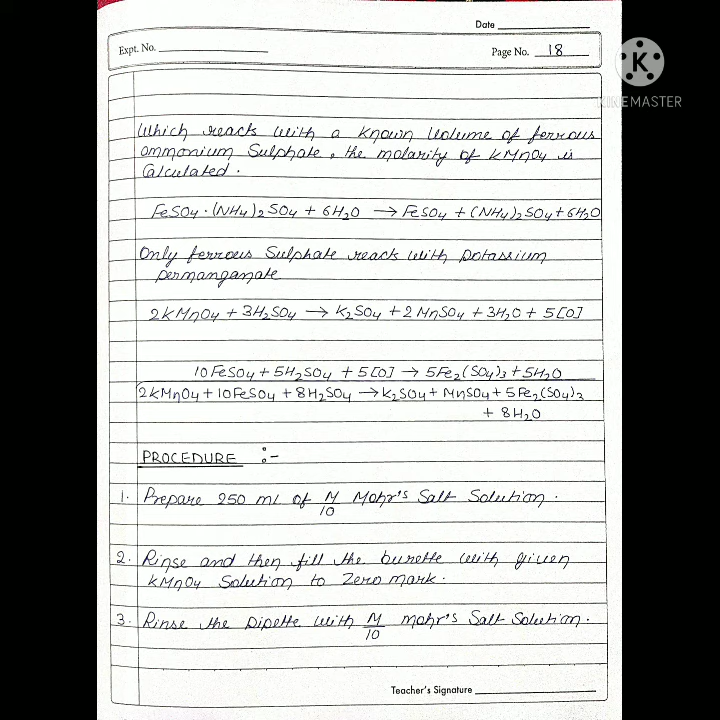 Date
Expt. No.
Page No. 18
K
KINEMASTER
Which reacts with a known volume of ferrous
ammonium Sulphate, the molarity of KMnO4 is
Calculated.
FeSO4·(NH4)2SO4 + 6H2O → FeSO4 + (NH4)2SO4 + 6H2O
Only ferrous Sulphate reack with potassium
permanganate
2KMnO4 + 3H2SO4 → K2SO4 + 2MnSO4 + 3H2O + 5[O]
10FeSO4 + 5H2SO4 + 5[O] → 5Fe2(SO4)3 + 5H2O
2KMnO4 + 10FeSO4 + 8H2SO4 → K2SO4 + MnSO4 + 5Fe2(SO4)3
+ 8H2O
PROCEDURE :-
1. Prepare 250 ml of M/10 Mohr's Salt Solution.
2. Rinse and then fill the burette with given
KMnO4 Solution to Zero mark.
3. Rinse the Pipette with M/10 mohr's Salt Solution.
Teacher's Signature